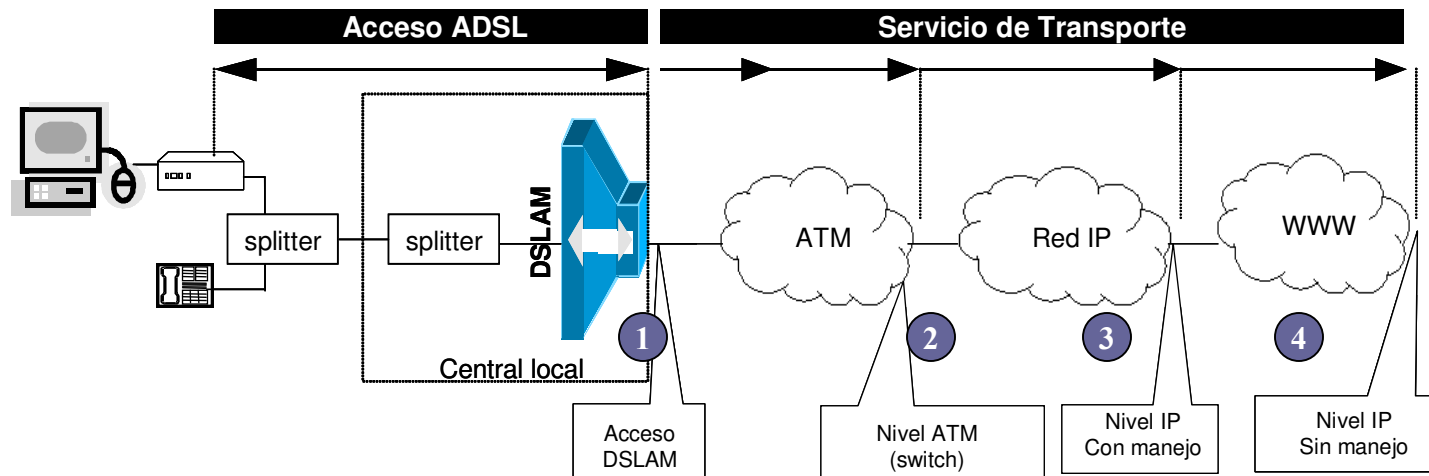 Acceso ADSL
Servicio de Transporte
splitter
splitter
DSLAM
ATM
Red IP
WWW
1
2
3
4
Central local
Acceso
DSLAM
Nivel ATM
(switch)
Nivel IP
Con manejo
Nivel IP
Sin manejo